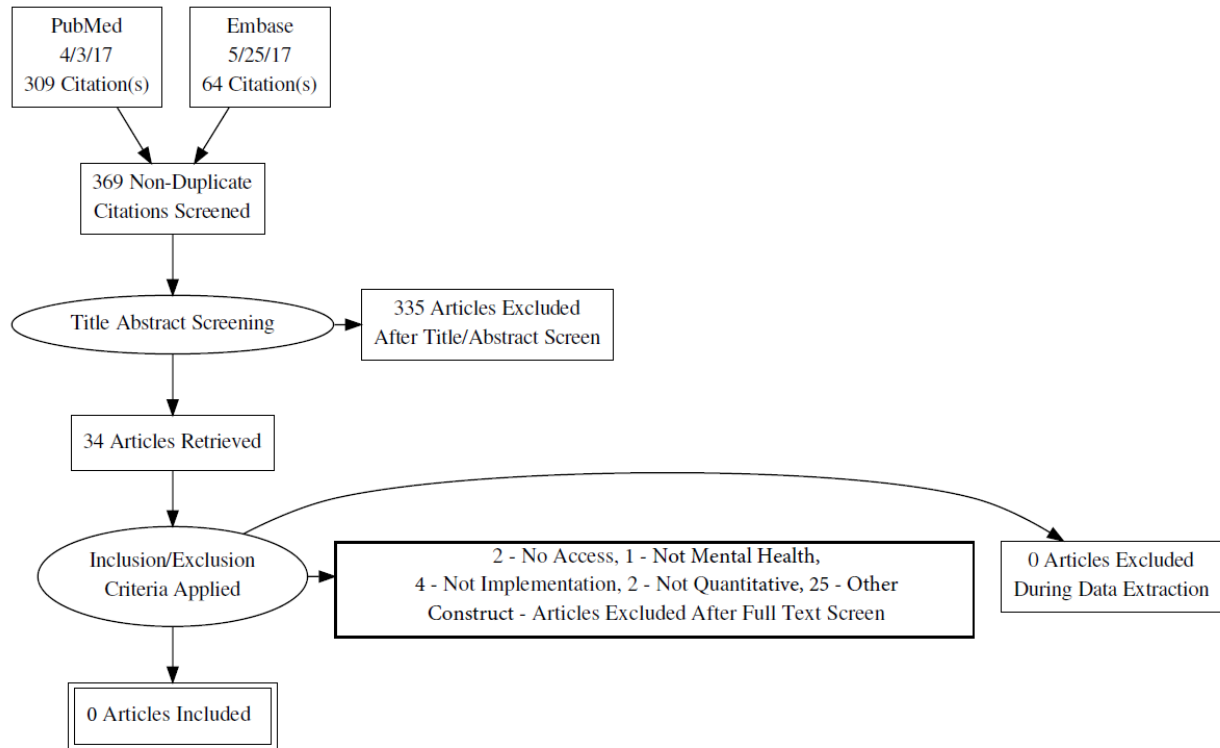 PubMed
4/3/17
309 Citation(s)
Embase
5/25/17
64 Citation(s)
369 Non-Duplicate
Citations Screened
Title Abstract Screening
335 Articles Excluded
After Title/Abstract Screen
34 Articles Retrieved
Inclusion/Exclusion
Criteria Applied
2 - No Access, 1 - Not Mental Health,
4 - Not Implementation, 2 - Not Quantitative, 25 - Other
Construct - Articles Excluded After Full Text Screen
0 Articles Excluded
During Data Extraction
0 Articles Included